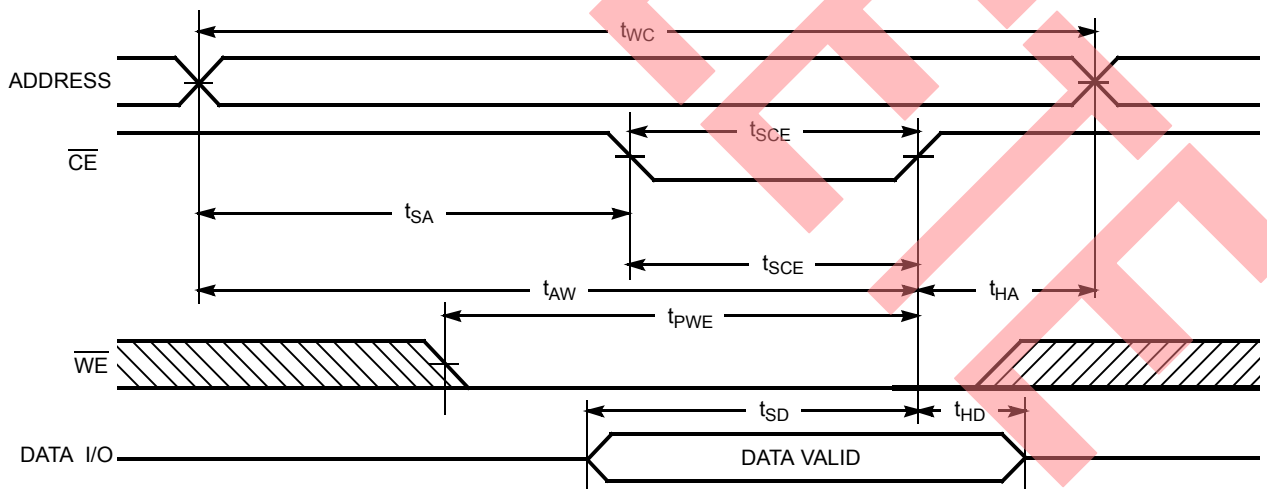 tWC
ADDRESS
tSCE
CE
tSA
tSCE
tAW
tHA
tPWE
WE
tSD
tHD
DATA I/O
DATA VALID